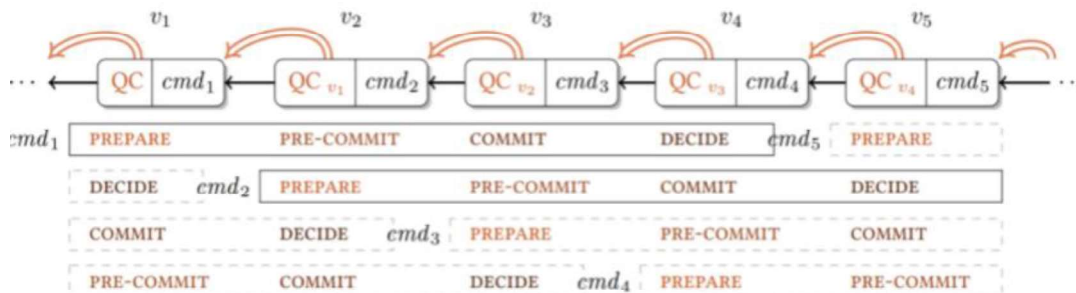 v₁ v₂ v₃ v₄ v₅
··· QC cmd₁ QC v₁ cmd₂ QC v₂ cmd₃ QC v₃ cmd₄ QC v₄ cmd₅ ··
cmd₁ PREPARE PRE-COMMIT COMMIT DECIDE cmd₅ PREPARE
DECIDE cmd₂ PREPARE PRE-COMMIT COMMIT DECIDE
COMMIT DECIDE cmd₃ PREPARE PRE-COMMIT COMMIT
PRE-COMMIT COMMIT DECIDE cmd₄ PREPARE PRE-COMMIT